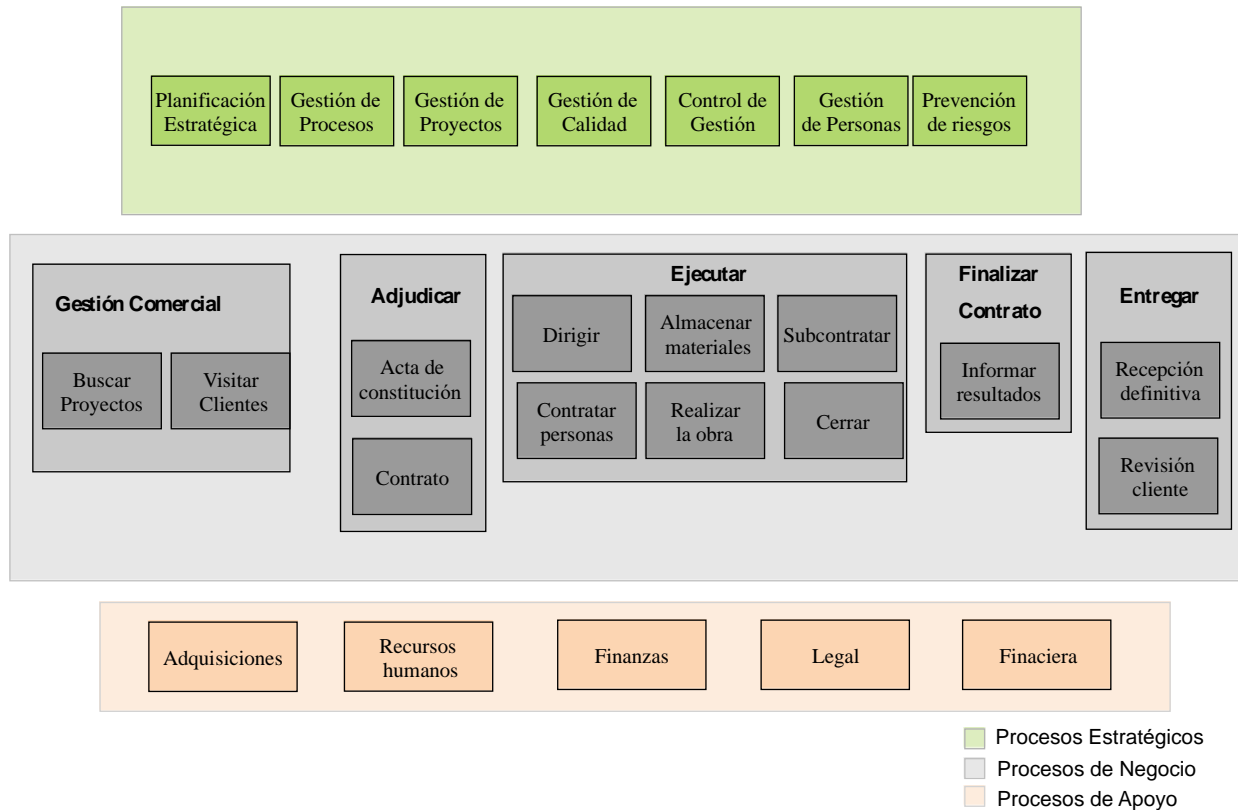 Planificación
Estratégica
Gestión de
Procesos
Gestión de
Proyectos
Gestión de
Calidad
Control de
Gestión
Gestión
de Personas
Prevención
de riesgos
Gestión Comercial
Buscar
Proyectos
Visitar
Clientes
Adjudicar
Acta de
constitución
Contrato
Ejecutar
Dirigir
Almacenar
materiales
Subcontratar
Contratar
personas
Realizar
la obra
Cerrar
Finalizar
Contrato
Informar
resultados
Entregar
Recepción
definitiva
Revisión
cliente
Adquisiciones
Recursos
humanos
Finanzas
Legal
Finaciera
Procesos Estratégicos
Procesos de Negocio
Procesos de Apoyo